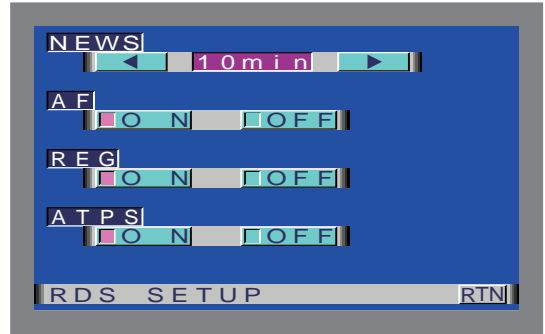 NEWS
◀ 10min ▶
AF
ON OFF
REG
ON OFF
ATPS
ON OFF
RDS SETUP RTN